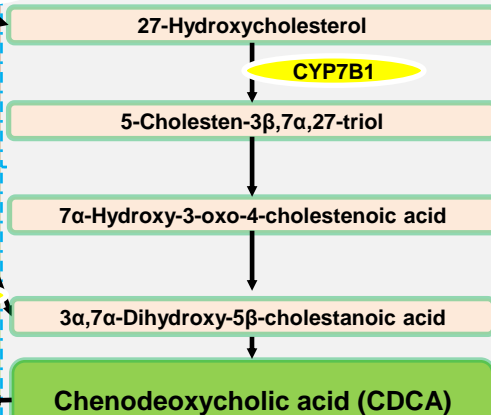 27-Hydroxycholesterol
CYP7B1
5-Cholesten-3β,7α,27-triol
7α-Hydroxy-3-oxo-4-cholestenoic acid
3α,7α-Dihydroxy-5β-cholestanoic acid
Chenodeoxycholic acid (CDCA)